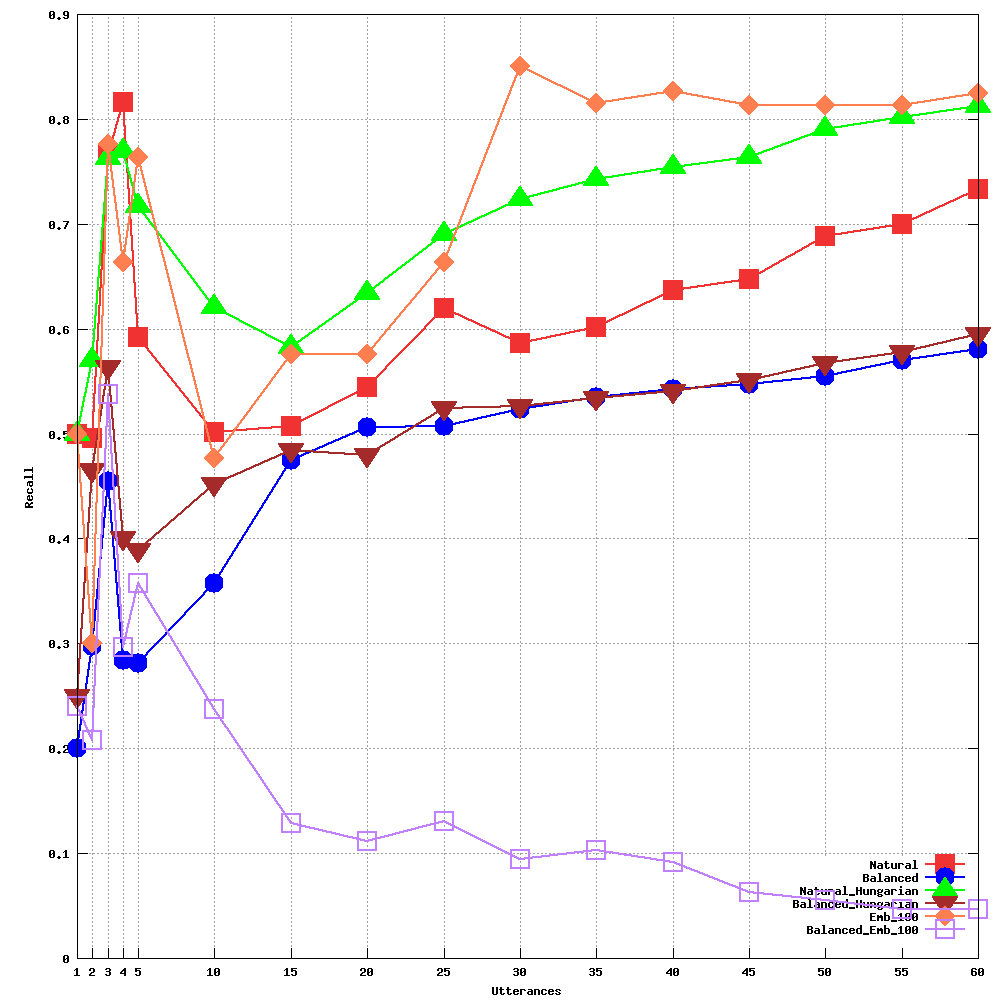 0.9
0.8
0.7
0.6
0.5
0.4
0.3
0.2
0.1
0
Recall
1 2 3 4 5 10 15 20 25 30 35 40 45 50 55 60
Utterances
Natural
Balanced
Natural_Hungarian
Balanced_Hungarian
Emb_100
Balanced_Emb_100